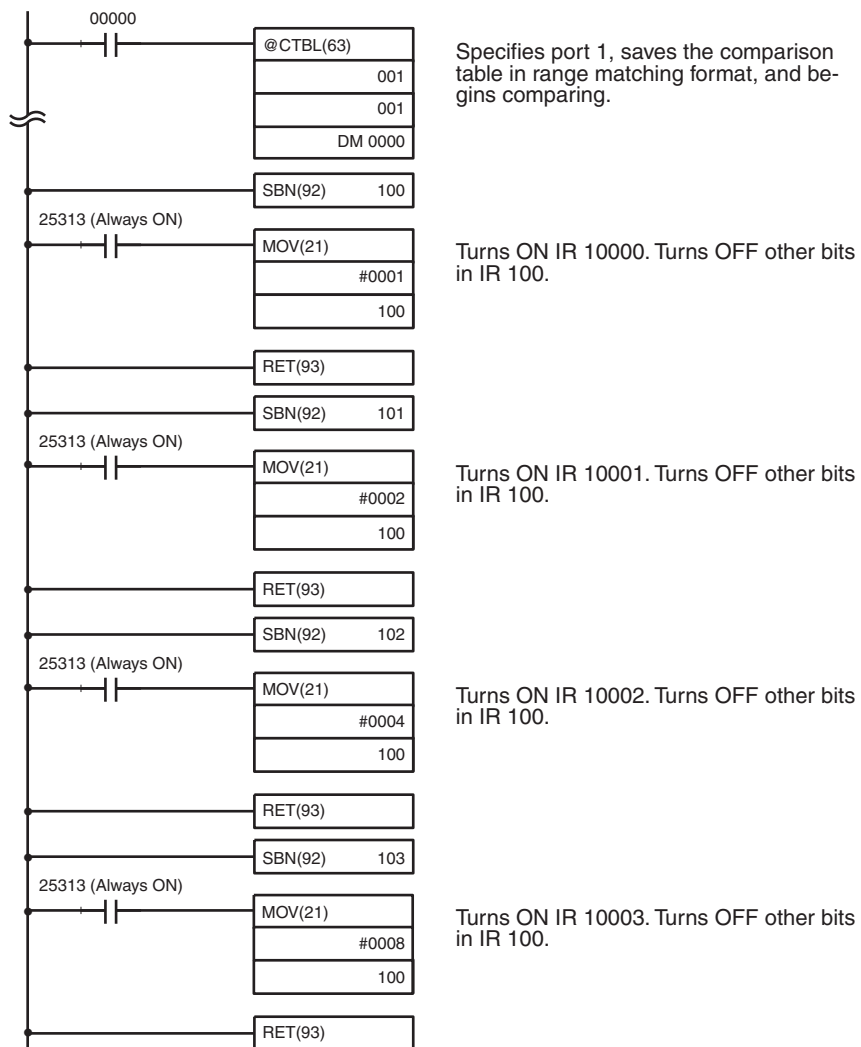 00000
@CTBL(63)
001
001
DM 0000
Specifies port 1, saves the comparison
table in range matching format, and be-
gins comparing.
SBN(92) 100
25313 (Always ON)
MOV(21)
#0001
100
Turns ON IR 10000. Turns OFF other bits
in IR 100.
RET(93)
SBN(92) 101
25313 (Always ON)
MOV(21)
#0002
100
Turns ON IR 10001. Turns OFF other bits
in IR 100.
RET(93)
SBN(92) 102
25313 (Always ON)
MOV(21)
#0004
100
Turns ON IR 10002. Turns OFF other bits
in IR 100.
RET(93)
SBN(92) 103
25313 (Always ON)
MOV(21)
#0008
100
Turns ON IR 10003. Turns OFF other bits
in IR 100.
RET(93)